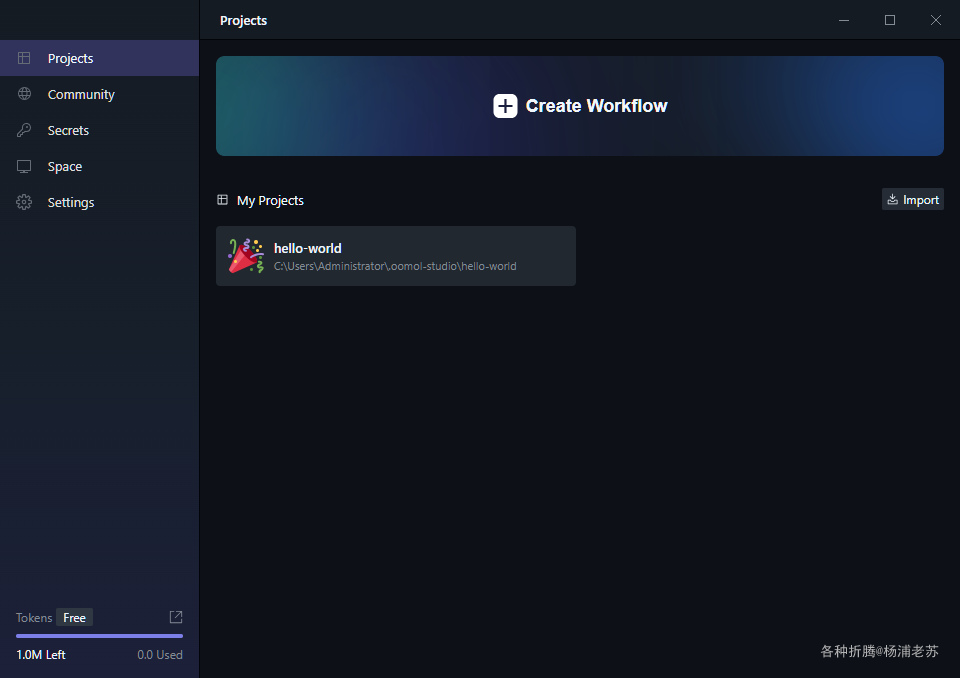 Projects
Projects
Community
Secrets
Space
Settings
Create Workflow
My Projects
Import
hello-world
C:\Users\Administrator\.oomol-studio\hello-world
Tokens Free
1.0M Left 0.0 Used
各种折腾@杨浦老苏